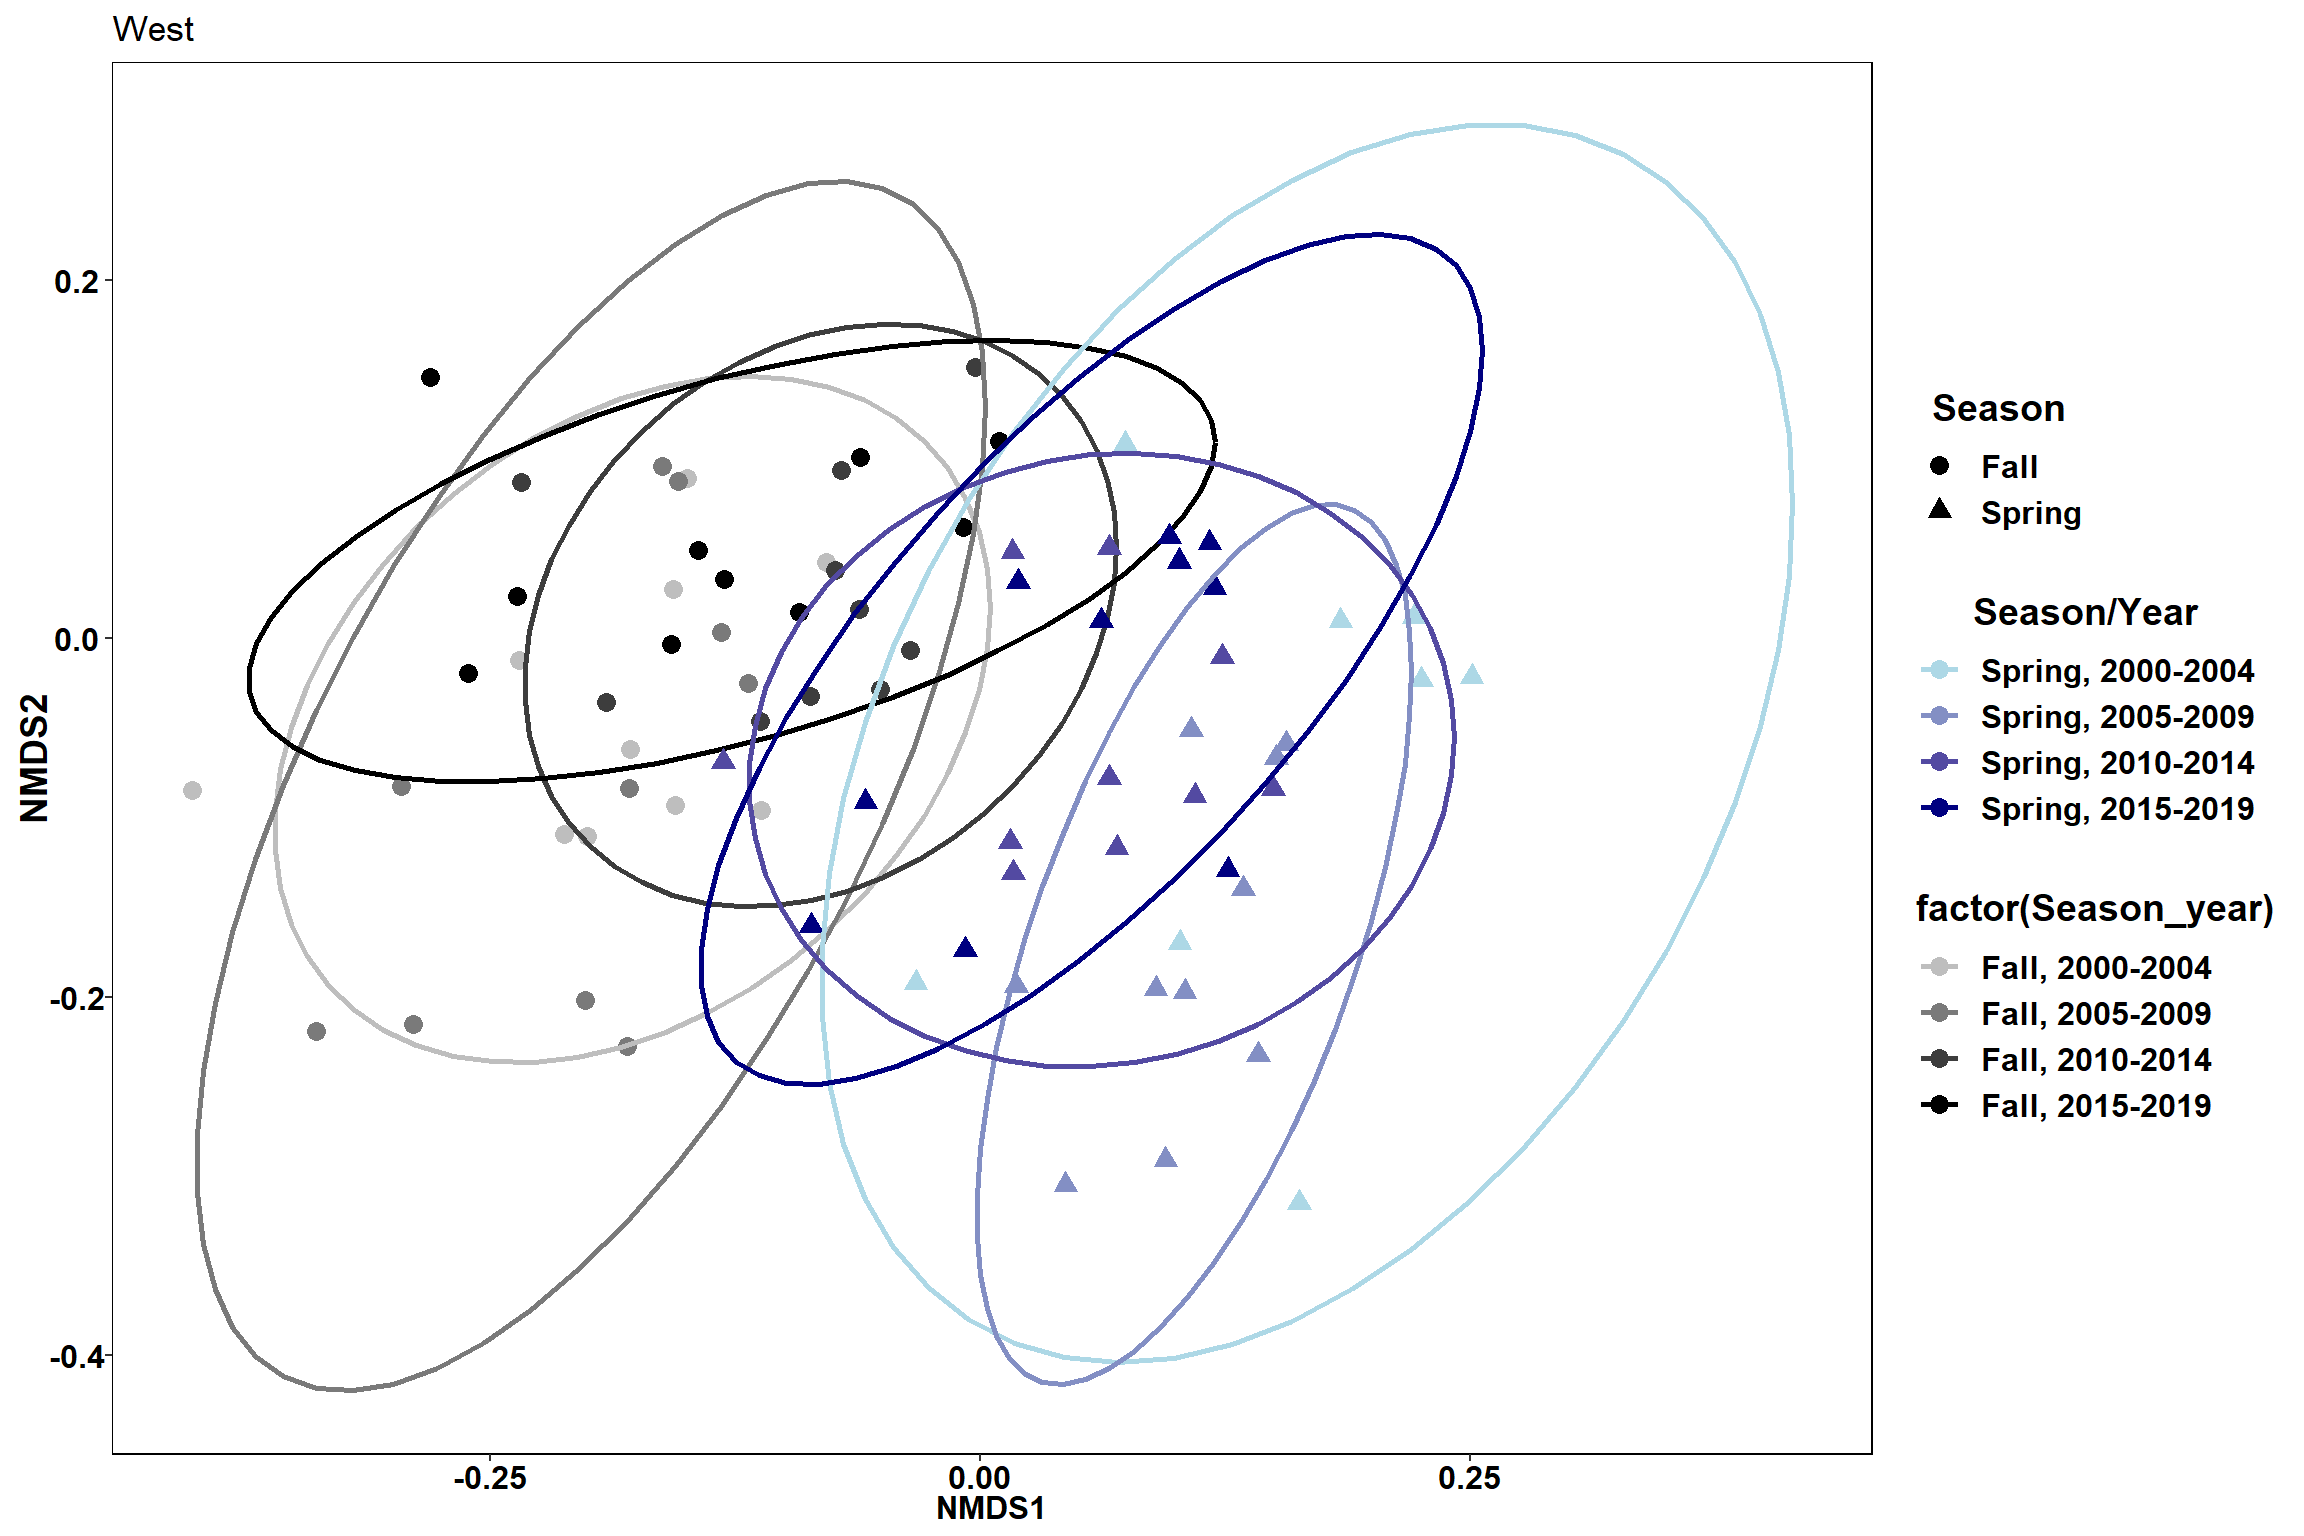 West
0.2
0.0
-0.2
-0.4
NMDS2
-0.25
0.00
0.25
NMDS1
Season
Fall
Spring
Season/Year
Spring, 2000-2004
Spring, 2005-2009
Spring, 2010-2014
Spring, 2015-2019
factor(Season_year)
Fall, 2000-2004
Fall, 2005-2009
Fall, 2010-2014
Fall, 2015-2019